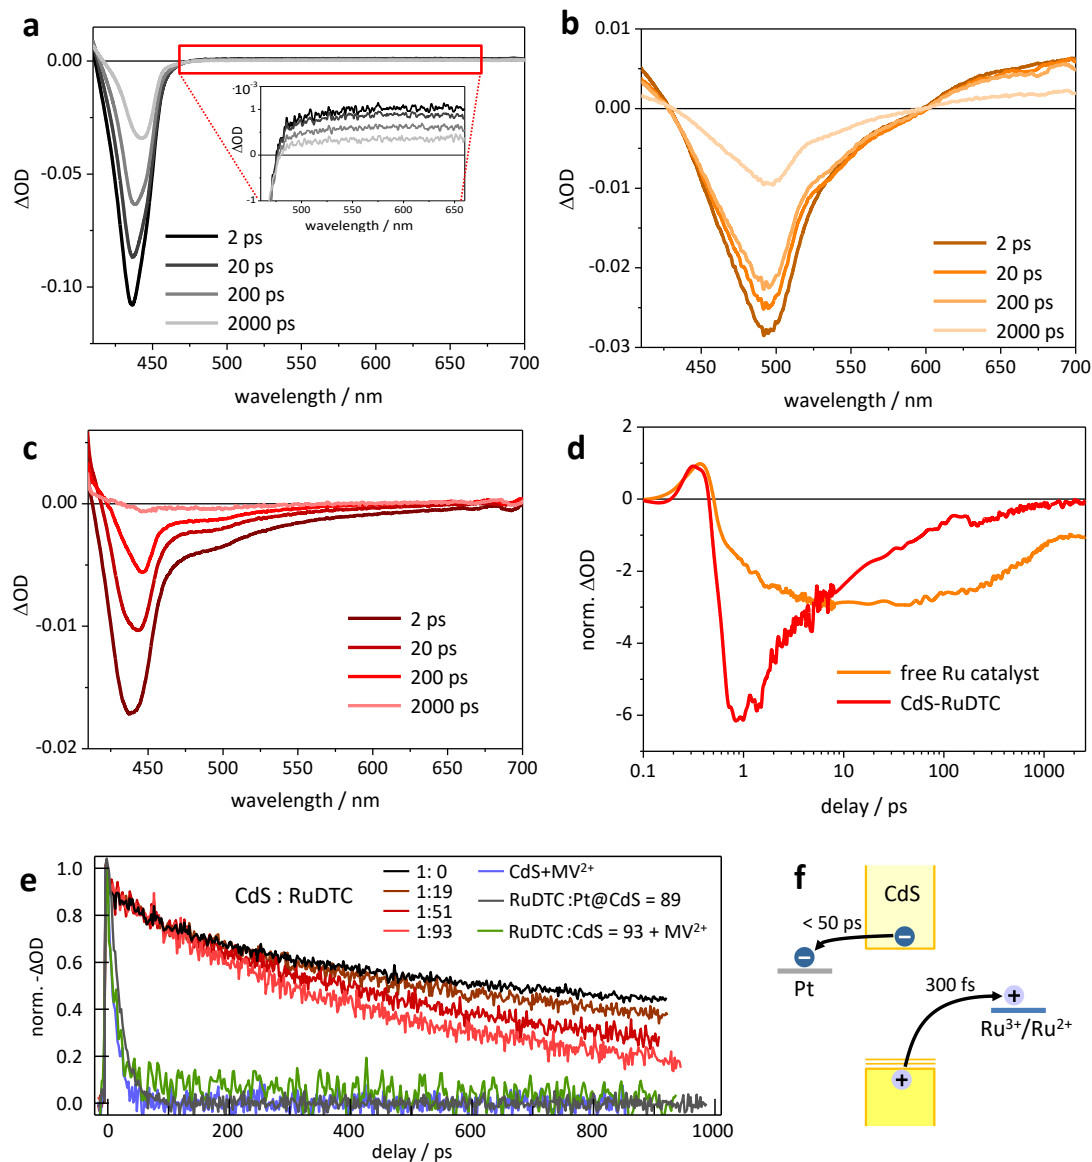 a
0.00
-0.05
-0.10
ΔOD
·10⁻³
1
0
-1
ΔOD
500 550 600 650
wavelength / nm
2 ps
20 ps
200 ps
2000 ps
450 500 550 600 650 700
wavelength / nm
b
0.01
0.00
-0.01
-0.02
-0.03
ΔOD
2 ps
20 ps
200 ps
2000 ps
450 500 550 600 650 700
wavelength / nm
c
0.00
-0.01
-0.02
ΔOD
2 ps
20 ps
200 ps
2000 ps
450 500 550 600 650 700
wavelength / nm
d
2
0
-2
-4
-6
norm. ΔOD
free Ru catalyst
CdS-RuDTC
0.1 1 10 100 1000
delay / ps
e
1.0
0.8
0.6
0.4
0.2
0.0
norm. -ΔOD
CdS : RuDTC
1: 0
1:19
1:51
1:93
CdS+MV²⁺
RuDTC :Pt@CdS = 89
RuDTC :CdS = 93 + MV²⁺
0 200 400 600 800 1000
delay / ps
f
CdS
< 50 ps
−
−
Pt
300 fs
+
Ru³⁺/Ru²⁺
+